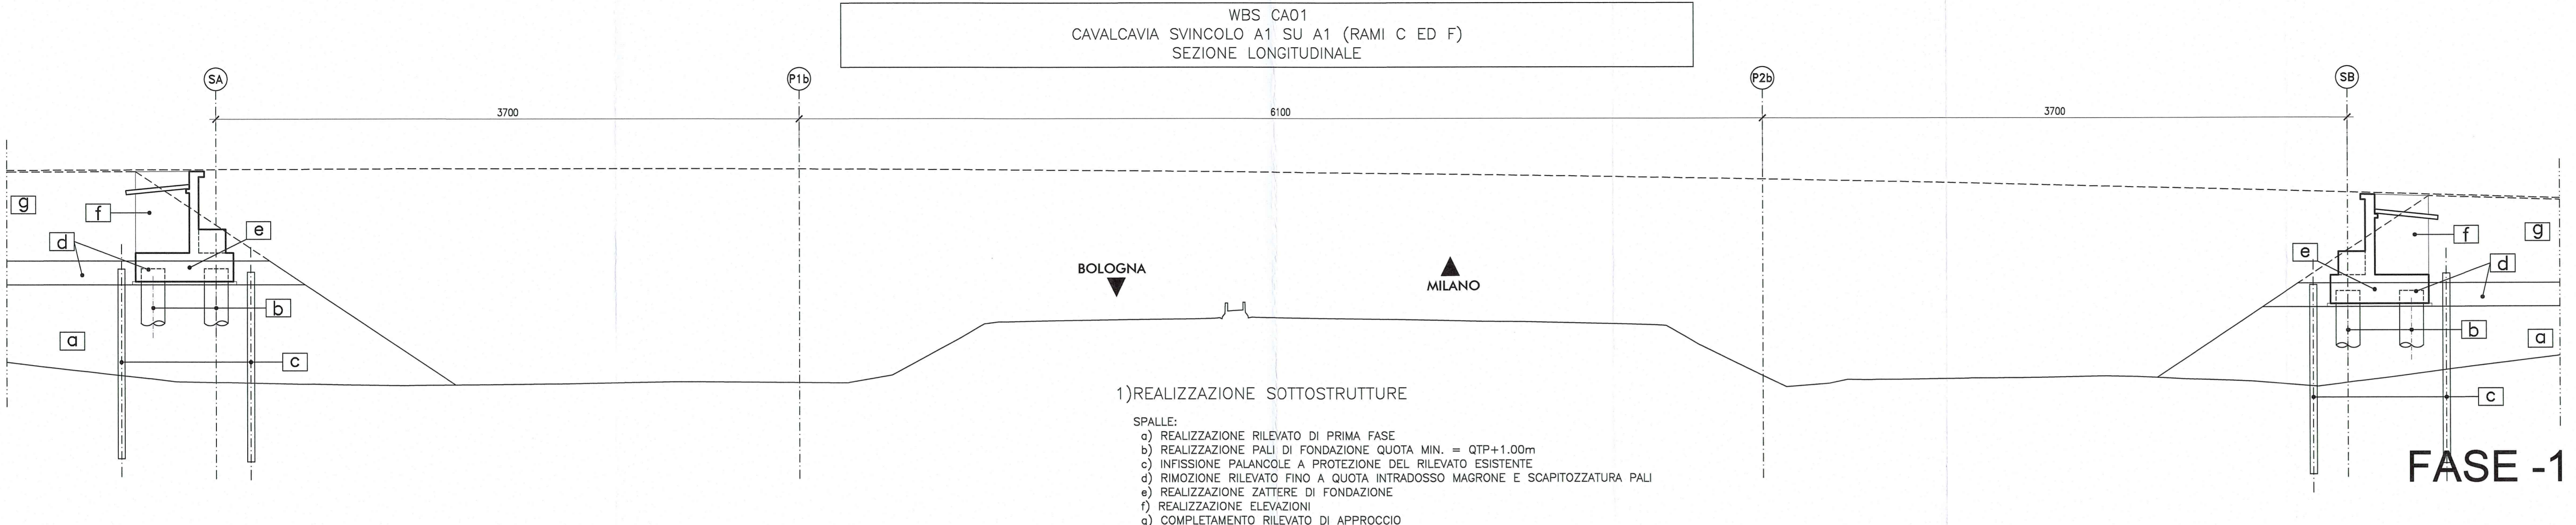 WBS CA01
CAVALCAVIA SVINCOLO A1 SU A1 (RAMI C ED F)
SEZIONE LONGITUDINALE
SA
P1b
P2b
SB
3700
6100
3700
g
f
e
d
b
a
c
BOLOGNA
MILANO
g
f
e
d
b
a
c
1)REALIZZAZIONE SOTTOSTRUTTURE
SPALLE:
a) REALIZZAZIONE RILEVATO DI PRIMA FASE
b) REALIZZAZIONE PALI DI FONDAZIONE QUOTA MIN. = QTP+1.00m
c) INFISSIONE PALANCOLE A PROTEZIONE DEL RILEVATO ESISTENTE
d) RIMOZIONE RILEVATO FINO A QUOTA INTRADOSSO MAGRONE E SCAPITOZZATURA PALI
e) REALIZZAZIONE ZATTERE DI FONDAZIONE
f) REALIZZAZIONE ELEVAZIONI
g) COMPLETAMENTO RILEVATO DI APPROCCIO
FASE -1